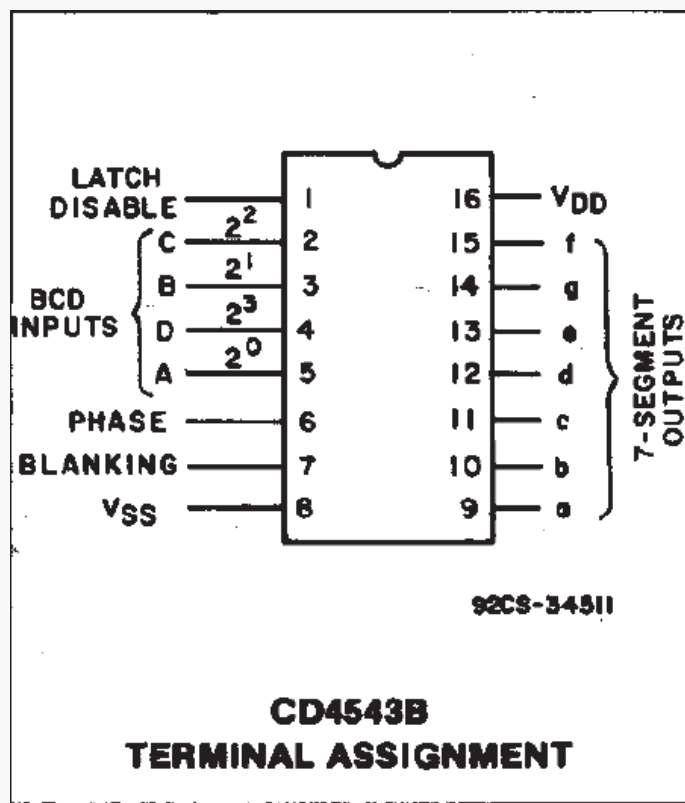 LATCH
DISABLE
1
16
VDD
C
2²
2
15
f
B
2¹
3
14
g
BCD
INPUTS
D
2³
4
13
e
A
2⁰
5
12
d
7-SEGMENT
OUTPUTS
PHASE
6
11
c
BLANKING
7
10
b
VSS
8
9
a
92CS-34511
CD4543B
TERMINAL ASSIGNMENT